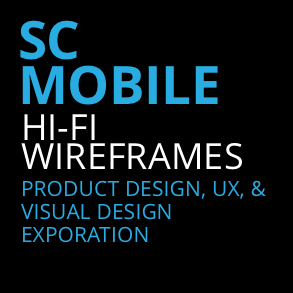 SC
MOBILE
HI-FI
WIREFRAMES
PRODUCT DESIGN, UX, &
VISUAL DESIGN
EXPORATION